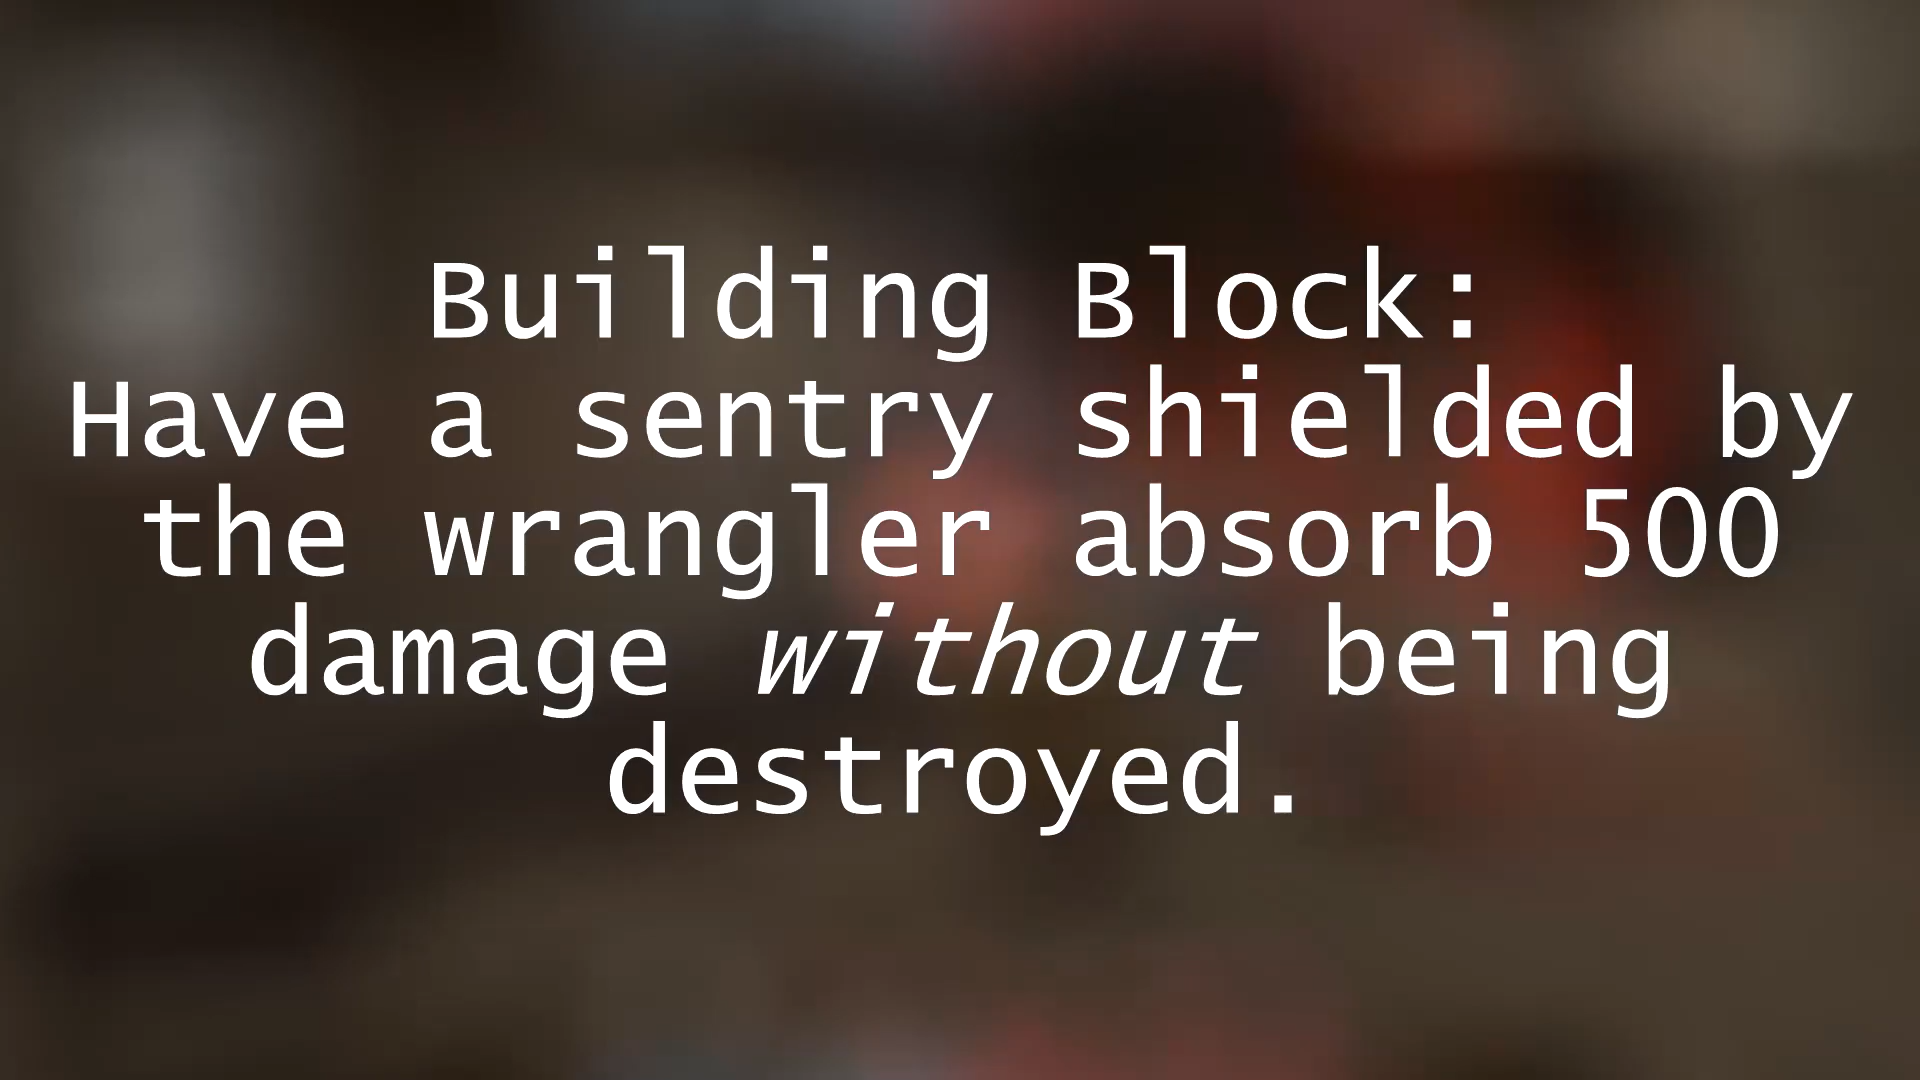 Building Block:
Have a sentry shielded by
the wrangler absorb 500
damage without being
destroyed.